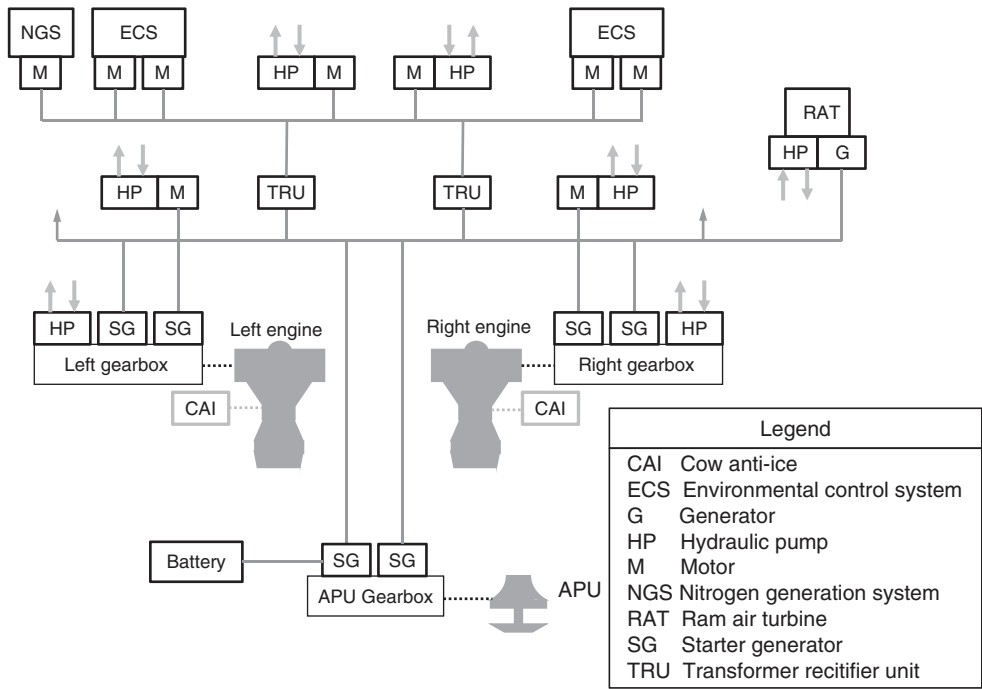 NGS
ECS
ECS
M
M
M
HP
M
M
HP
M
M
RAT
HP
G
HP
M
TRU
TRU
M
HP
HP
SG
SG
Left engine
Right engine
SG
SG
HP
Left gearbox
Right gearbox
CAI
CAI
Battery
SG
SG
APU Gearbox
APU
Legend
CAI Cow anti-ice
ECS Environmental control system
G Generator
HP Hydraulic pump
M Motor
NGS Nitrogen generation system
RAT Ram air turbine
SG Starter generator
TRU Transformer recitifier unit